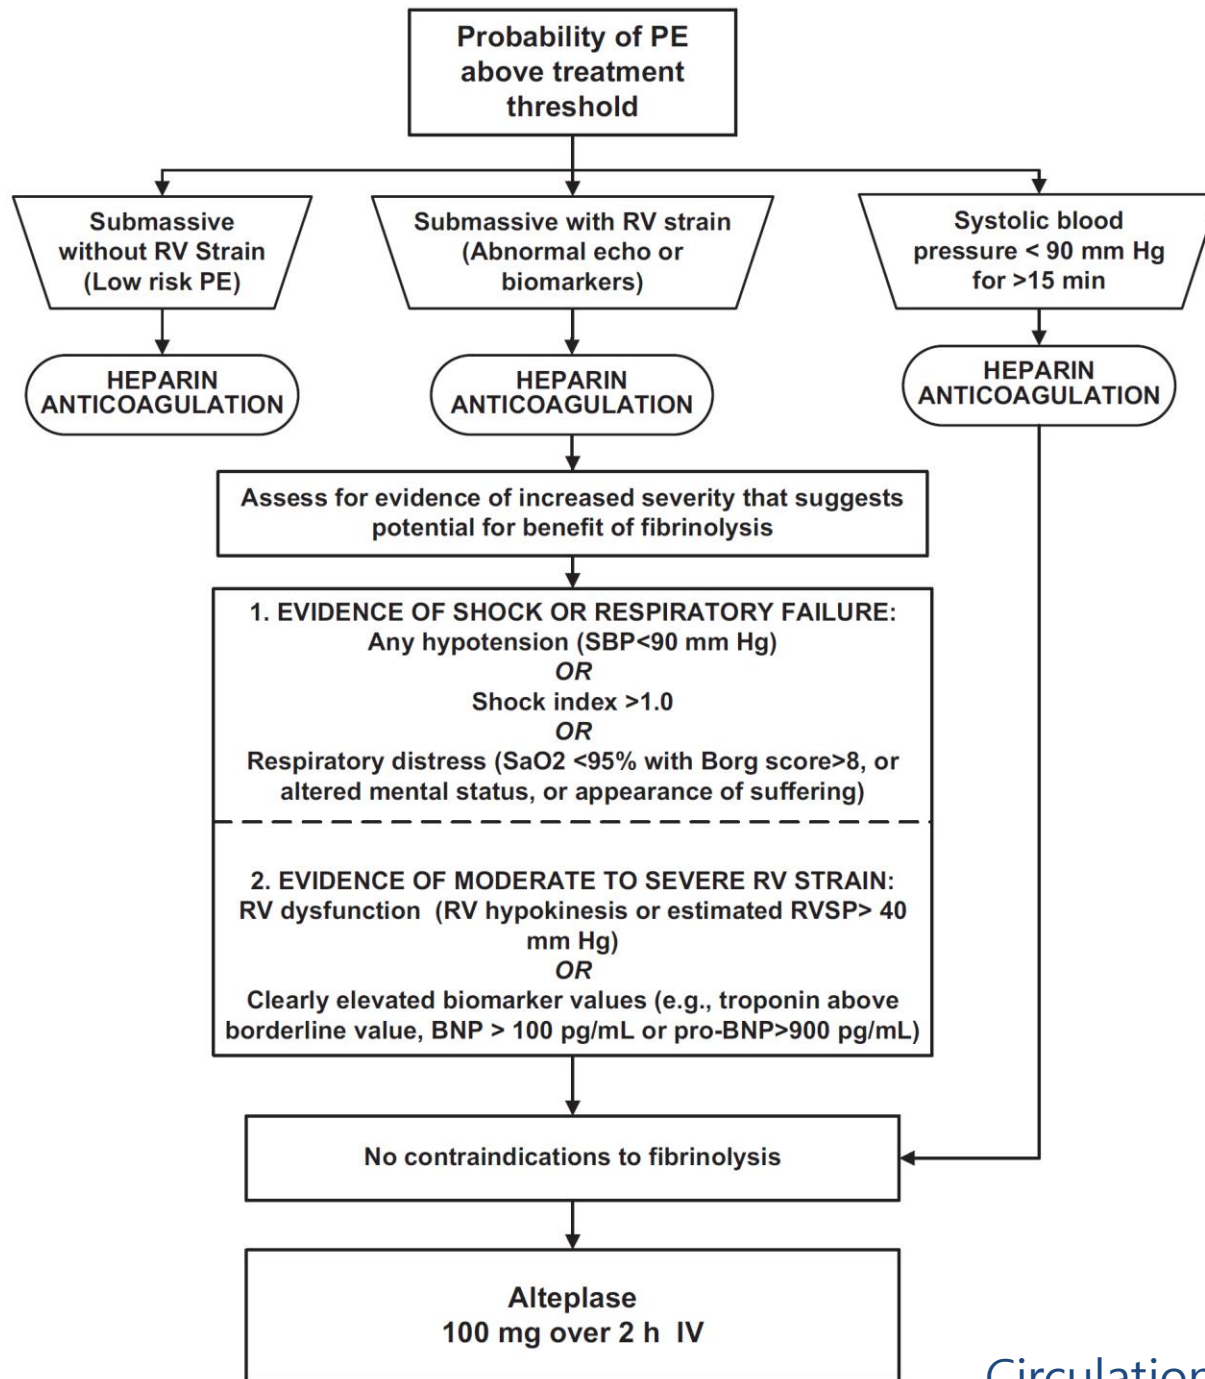 Probability of PE
above treatment
threshold
Submassive
without RV Strain
(Low risk PE)
Submassive with RV strain
(Abnormal echo or
biomarkers)
Systolic blood
pressure < 90 mm Hg
for >15 min
HEPARIN
ANTICOAGULATION
HEPARIN
ANTICOAGULATION
HEPARIN
ANTICOAGULATION
Assess for evidence of increased severity that suggests
potential for benefit of fibrinolysis
1. EVIDENCE OF SHOCK OR RESPIRATORY FAILURE:
Any hypotension (SBP<90 mm Hg)
OR
Shock index >1.0
OR
Respiratory distress (SaO2 <95% with Borg score>8, or
altered mental status, or appearance of suffering)
2. EVIDENCE OF MODERATE TO SEVERE RV STRAIN:
RV dysfunction (RV hypokinesis or estimated RVSP> 40
mm Hg)
OR
Clearly elevated biomarker values (e.g., troponin above
borderline value, BNP > 100 pg/mL or pro-BNP>900 pg/mL)
No contraindications to fibrinolysis
Alteplase
100 mg over 2 h IV
Circulation